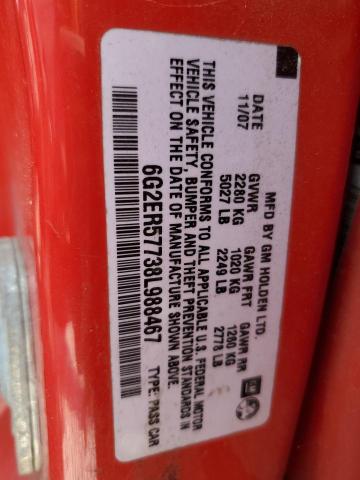 MFD BY GM HOLDEN LTD.
DATE GVWR GAWR FRT GAWR RR
11/07 2280 KG 1020 KG 1280 KG
5027 LB 2249 LB 2778 LB
THIS VEHICLE CONFORMS TO ALL APPLICABLE U.S. FEDERAL MOTOR
VEHICLE SAFETY, BUMPER AND THEFT PREVENTION STANDARDS IN
EFFECT ON THE DATE OF MANUFACTURE SHOWN ABOVE.
6G2ER57738L988467 TYPE: PASS CAR
GM